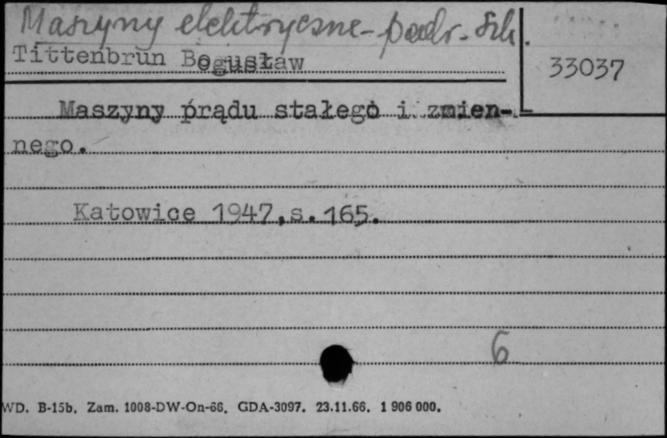 Maszyny elektryczne - podr. szk.
Tittenbrun Bogusław
33037
Maszyny prądu stałego i zmien-
nego.
Katowice 1947, s. 165.
6
WD. B-15b. Zam. 1008-DW-On-66. GDA-3097. 23.11.66. 1 906 000.